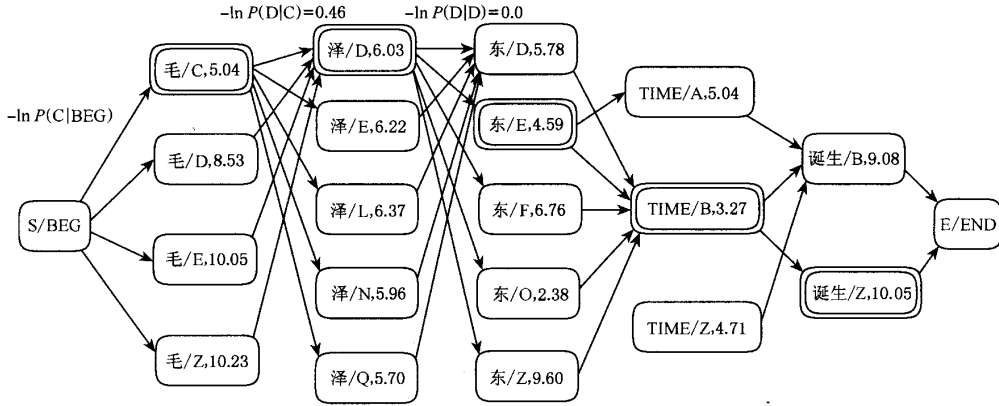 −ln P(D|C)=0.46
−ln P(D|D)=0.0
−ln P(C|BEG)
S/BEG
毛/C,5.04
毛/D,8.53
毛/E,10.05
毛/Z,10.23
泽/D,6.03
泽/E,6.22
泽/L,6.37
泽/N,5.96
泽/Q,5.70
东/D,5.78
东/E,4.59
东/F,6.76
东/O,2.38
东/Z,9.60
TIME/A,5.04
TIME/B,3.27
TIME/Z,4.71
诞生/B,9.08
诞生/Z,10.05
E/END